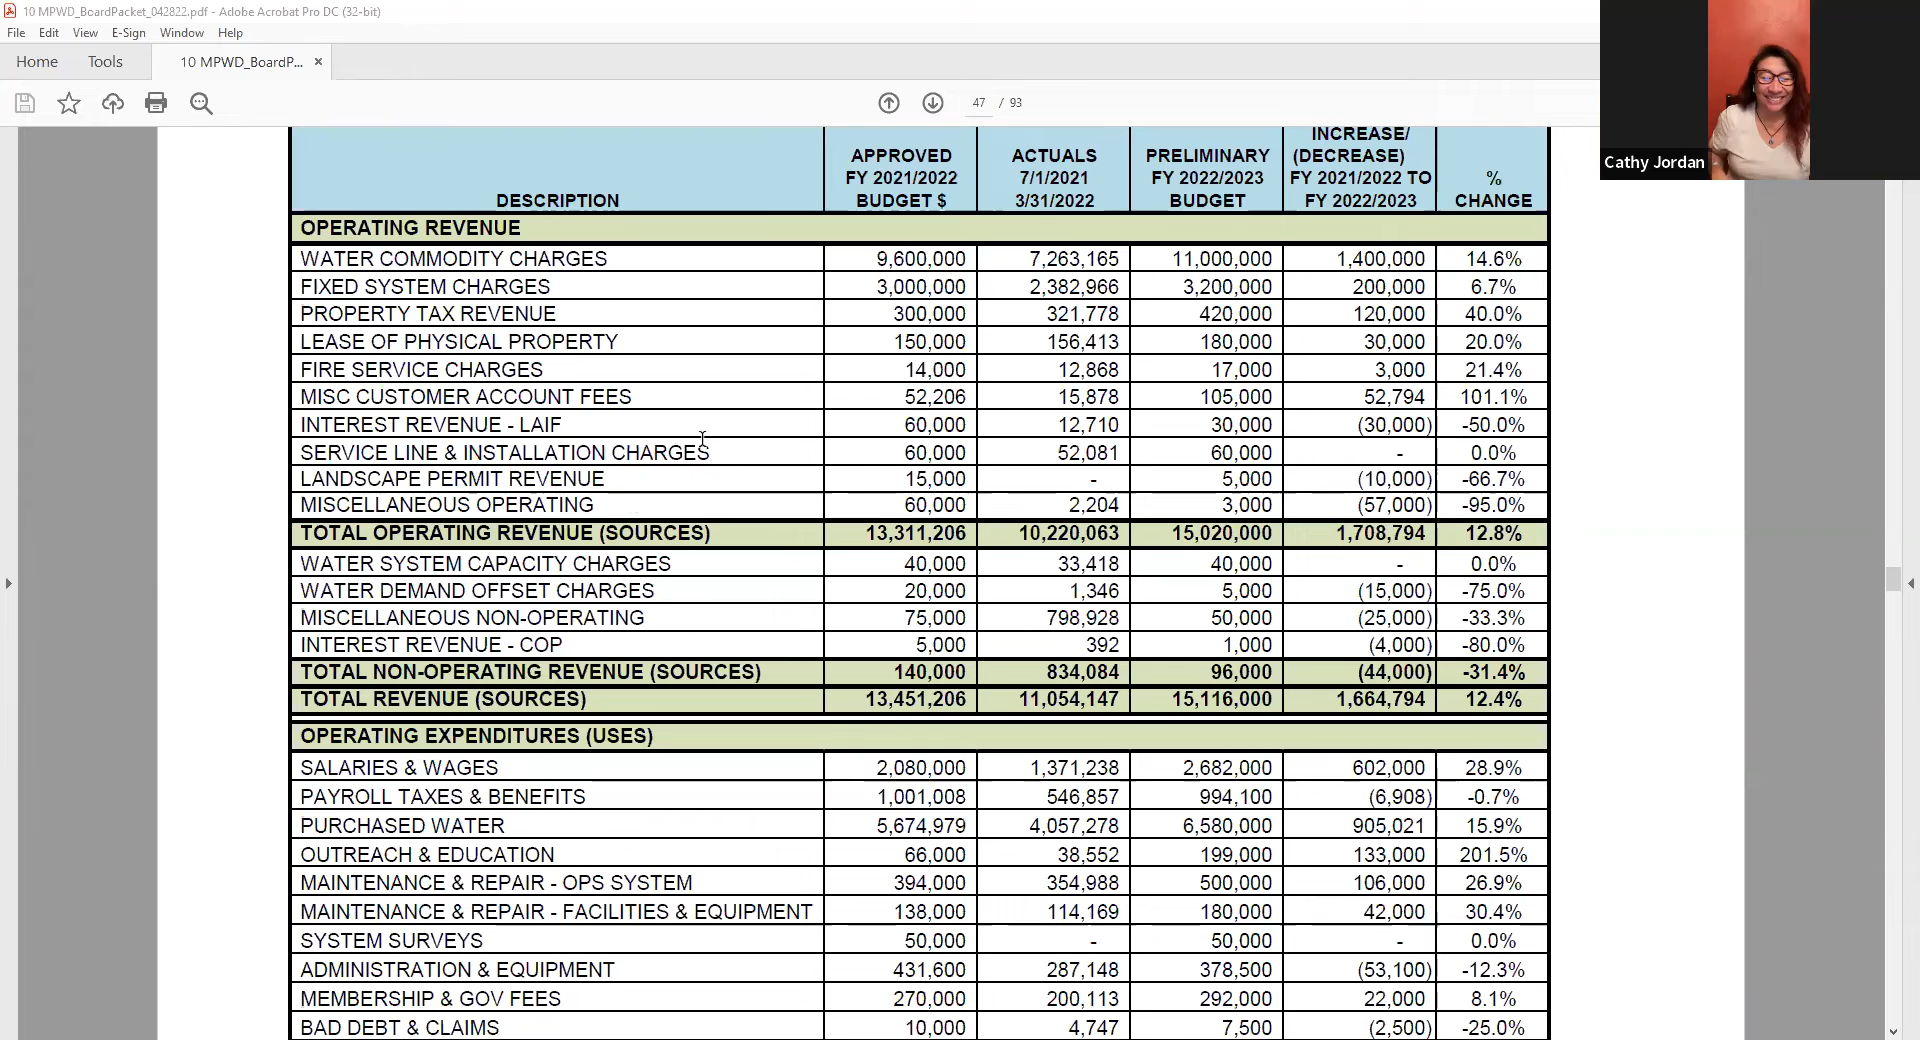 10 MPWD_BoardPacket_042822.pdf - Adobe Acrobat Pro DC (32-bit)
File Edit View E-Sign Window Help
Home Tools 10 MPWD_BoardP... ×
47 / 93
Cathy Jordan
DESCRIPTION APPROVED FY 2021/2022 BUDGET $ ACTUALS 7/1/2021 3/31/2022 PRELIMINARY FY 2022/2023 BUDGET INCREASE/ (DECREASE) FY 2021/2022 TO FY 2022/2023 % CHANGE
OPERATING REVENUE
WATER COMMODITY CHARGES 9,600,000 7,263,165 11,000,000 1,400,000 14.6%
FIXED SYSTEM CHARGES 3,000,000 2,382,966 3,200,000 200,000 6.7%
PROPERTY TAX REVENUE 300,000 321,778 420,000 120,000 40.0%
LEASE OF PHYSICAL PROPERTY 150,000 156,413 180,000 30,000 20.0%
FIRE SERVICE CHARGES 14,000 12,868 17,000 3,000 21.4%
MISC CUSTOMER ACCOUNT FEES 52,206 15,878 105,000 52,794 101.1%
INTEREST REVENUE - LAIF 60,000 12,710 30,000 (30,000) -50.0%
SERVICE LINE & INSTALLATION CHARGES 60,000 52,081 60,000 - 0.0%
LANDSCAPE PERMIT REVENUE 15,000 - 5,000 (10,000) -66.7%
MISCELLANEOUS OPERATING 60,000 2,204 3,000 (57,000) -95.0%
TOTAL OPERATING REVENUE (SOURCES) 13,311,206 10,220,063 15,020,000 1,708,794 12.8%
WATER SYSTEM CAPACITY CHARGES 40,000 33,418 40,000 - 0.0%
WATER DEMAND OFFSET CHARGES 20,000 1,346 5,000 (15,000) -75.0%
MISCELLANEOUS NON-OPERATING 75,000 798,928 50,000 (25,000) -33.3%
INTEREST REVENUE - COP 5,000 392 1,000 (4,000) -80.0%
TOTAL NON-OPERATING REVENUE (SOURCES) 140,000 834,084 96,000 (44,000) -31.4%
TOTAL REVENUE (SOURCES) 13,451,206 11,054,147 15,116,000 1,664,794 12.4%
OPERATING EXPENDITURES (USES)
SALARIES & WAGES 2,080,000 1,371,238 2,682,000 602,000 28.9%
PAYROLL TAXES & BENEFITS 1,001,008 546,857 994,100 (6,908) -0.7%
PURCHASED WATER 5,674,979 4,057,278 6,580,000 905,021 15.9%
OUTREACH & EDUCATION 66,000 38,552 199,000 133,000 201.5%
MAINTENANCE & REPAIR - OPS SYSTEM 394,000 354,988 500,000 106,000 26.9%
MAINTENANCE & REPAIR - FACILITIES & EQUIPMENT 138,000 114,169 180,000 42,000 30.4%
SYSTEM SURVEYS 50,000 - 50,000 - 0.0%
ADMINISTRATION & EQUIPMENT 431,600 287,148 378,500 (53,100) -12.3%
MEMBERSHIP & GOV FEES 270,000 200,113 292,000 22,000 8.1%
BAD DEBT & CLAIMS 10,000 4,747 7,500 (2,500) -25.0%